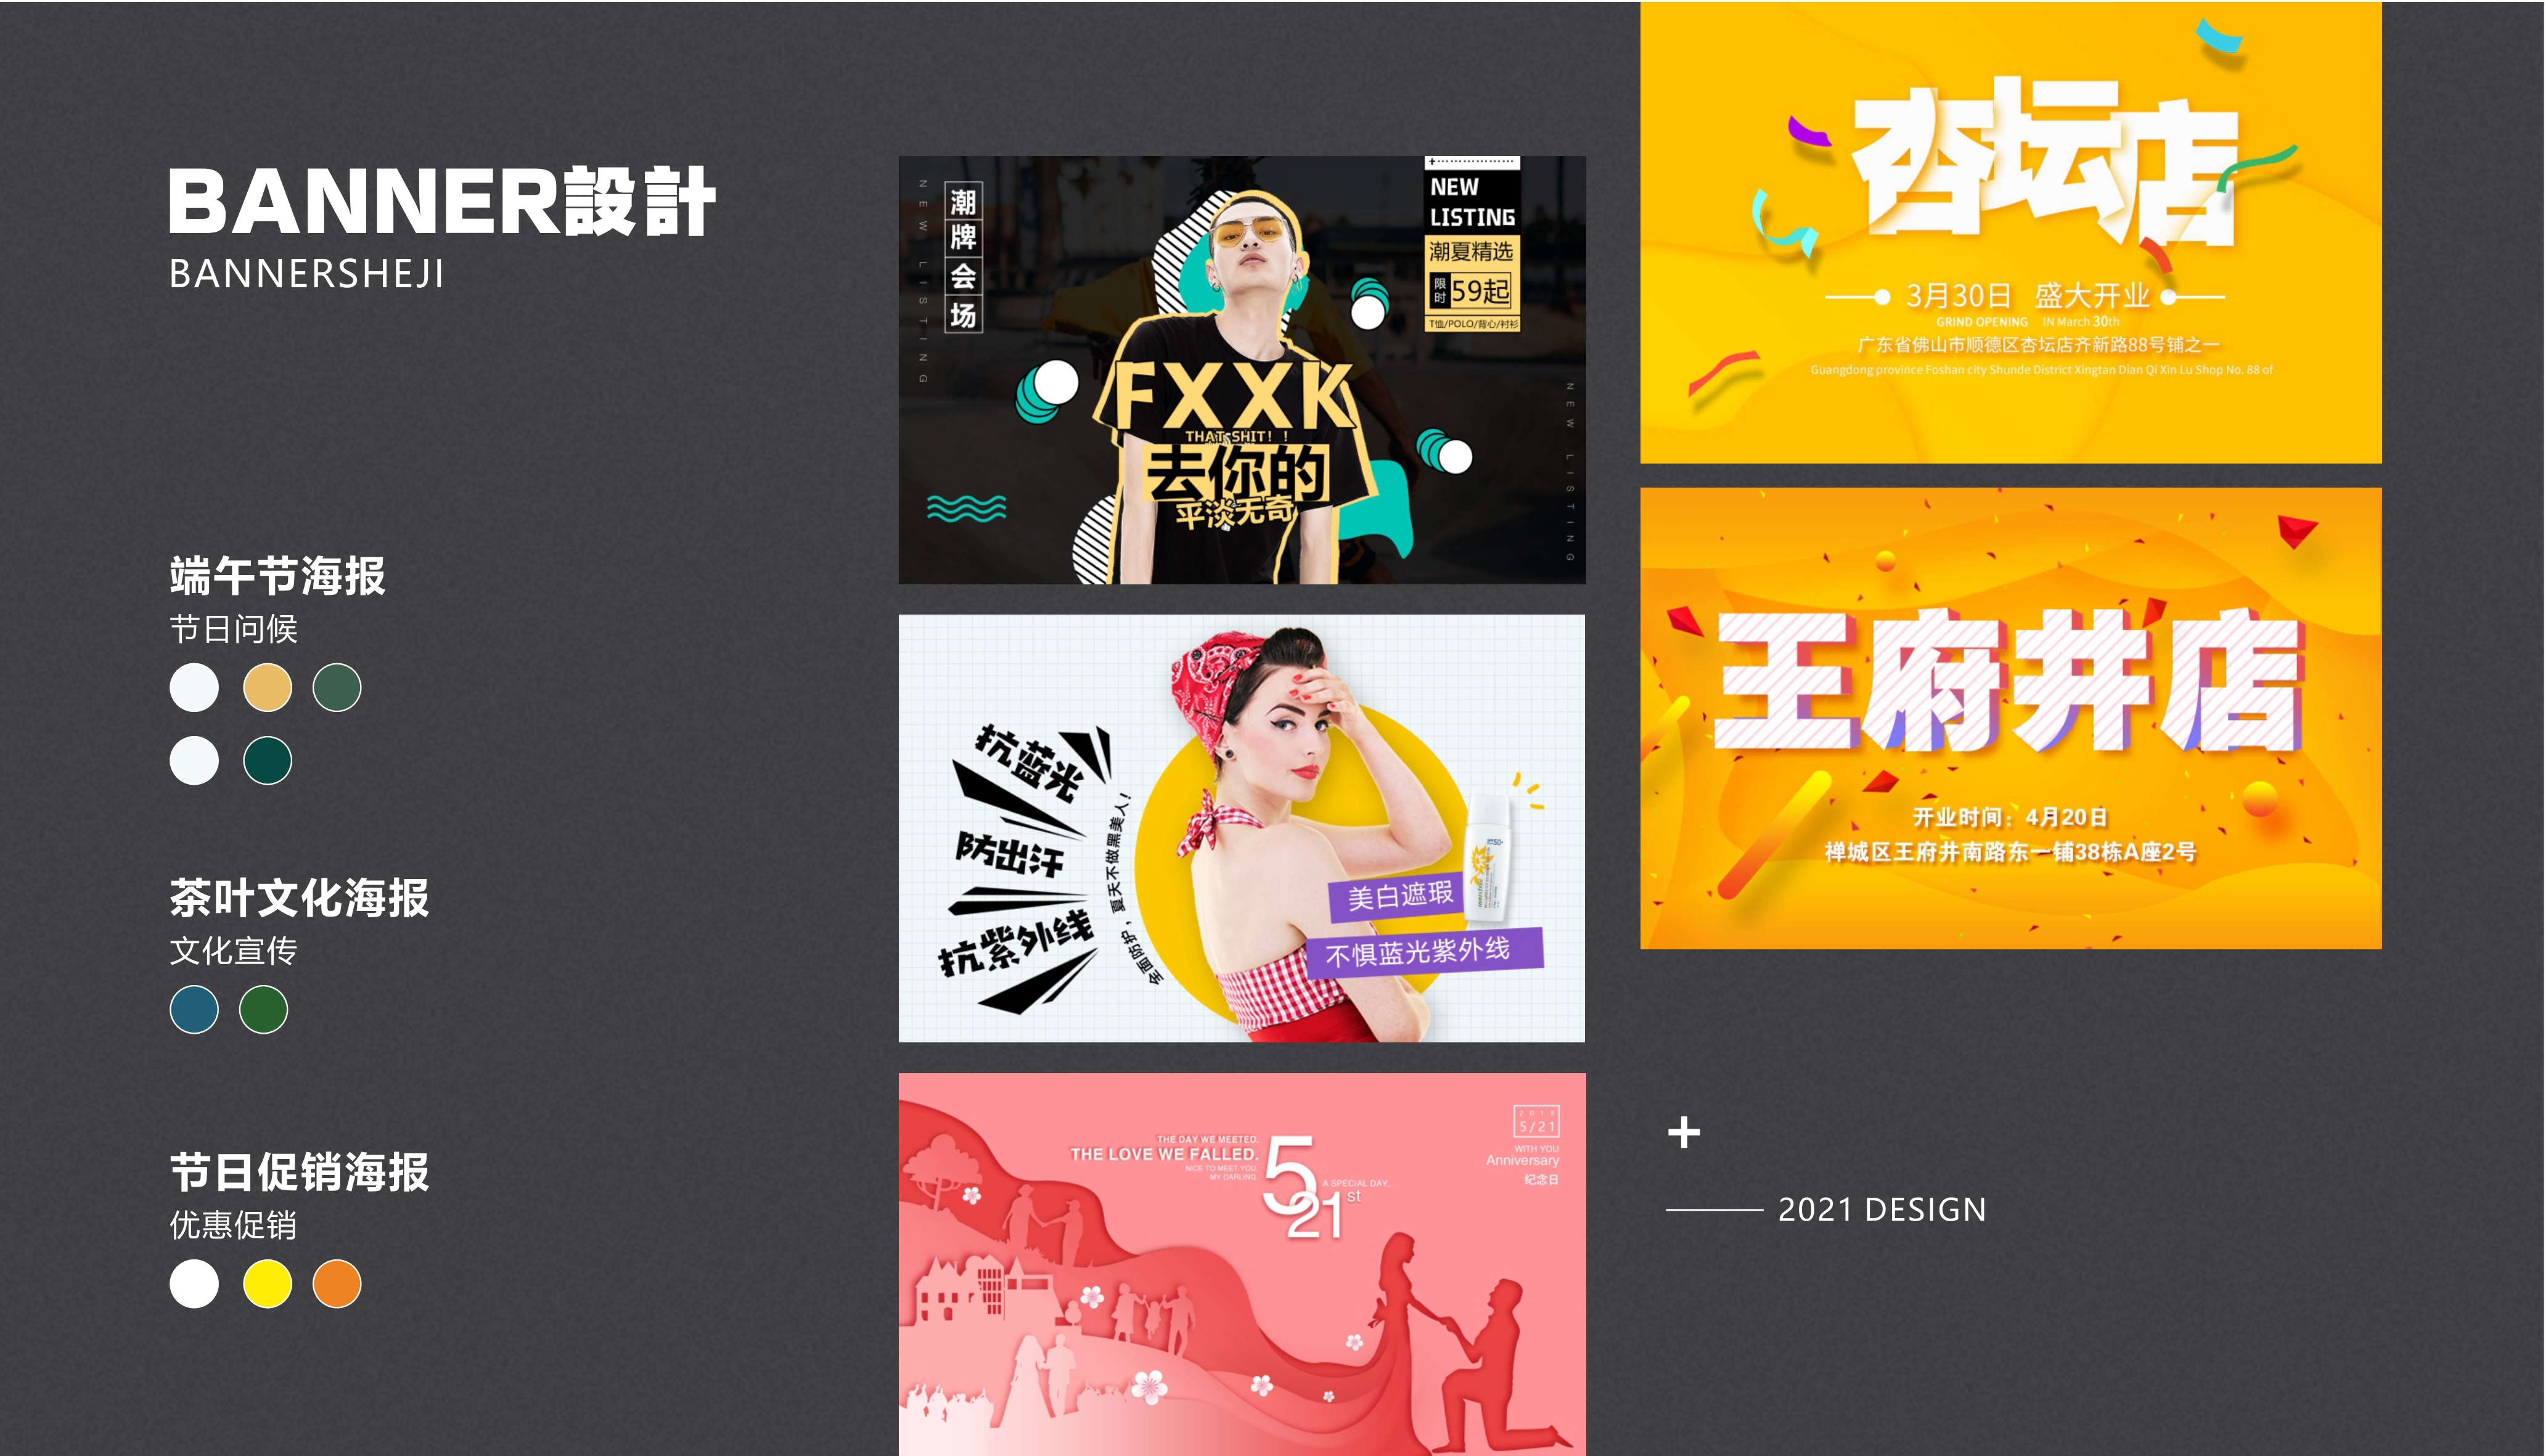 BANNER設計
BANNERSHEJI
端午节海报
节日问候
茶叶文化海报
文化宣传
节日促销海报
优惠促销
NEW LISTING
潮牌会场
NEW
LISTING
潮夏精选
限时
59起
T恤/POLO/背心/衬衫
FXXK
THAT SHIT! !
去你的
平淡无奇
NEW LISTING
抗蓝光
防出汗
抗紫外线
全面防护，夏天不做黑美人！
美白遮瑕
不惧蓝光紫外线
THE DAY WE MEETED.
THE LOVE WE FALLED.
NICE TO MEET YOU.
MY DARLING.
5
21st
A SPECIAL DAY.
2019
5/21
WITH YOU
Anniversary
纪念日
杏坛店
3月30日 盛大开业
GRIND OPENING IN March 30th
广东省佛山市顺德区杏坛店齐新路88号铺之一
Guangdong province Foshan city Shunde District Xingtan Dian Qi Xin Lu Shop No. 88 of
王府井店
开业时间：4月20日
禅城区王府井南路东一铺38栋A座2号
+
2021 DESIGN